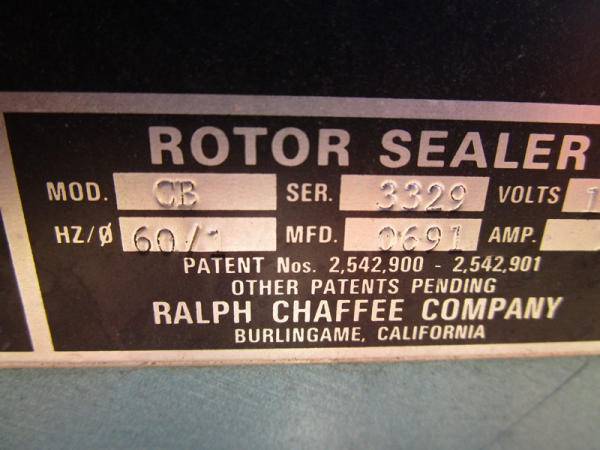 ROTOR SEALER
MOD. CB SER. 3329 VOLTS 1
HZ/Ø 60/1 MFD. 0691 AMP.
PATENT Nos. 2,542,900 - 2,542,901
OTHER PATENTS PENDING
RALPH CHAFFEE COMPANY
BURLINGAME, CALIFORNIA